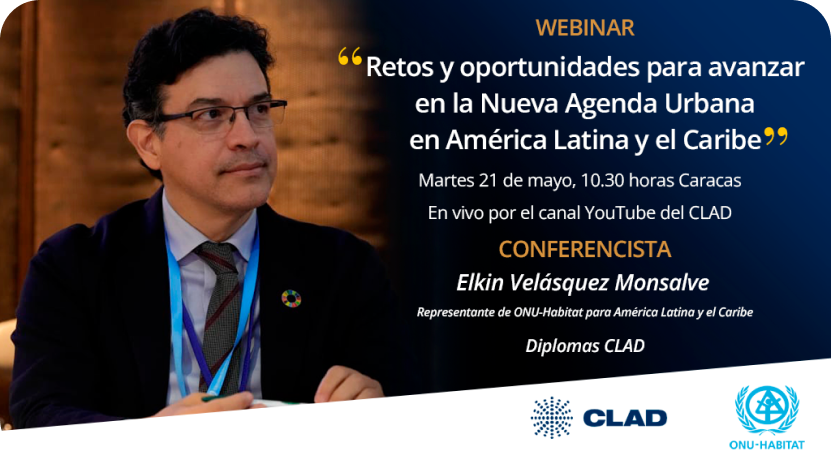 WEBINAR
“Retos y oportunidades para avanzar
en la Nueva Agenda Urbana
en América Latina y el Caribe”
Martes 21 de mayo, 10.30 horas Caracas
En vivo por el canal YouTube del CLAD
CONFERENCISTA
Elkin Velásquez Monsalve
Representante de ONU-Habitat para América Latina y el Caribe
Diplomas CLAD
CLAD
ONU-HABITAT